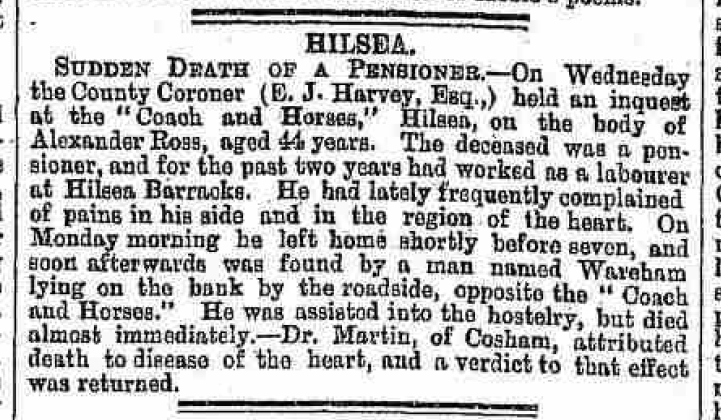 HILSEA.
SUDDEN DEATH OF A PENSIONER.—On Wednesday
the County Coroner (E. J. Harvey, Esq.,) held an inquest
at the "Coach and Horses," Hilsea, on the body of
Alexander Ross, aged 44 years. The deceased was a pen-
sioner, and for the past two years had worked as a labourer
at Hilsea Barracks. He had lately frequently complained
of pains in his side and in the region of the heart. On
Monday morning he left home shortly before seven, and
soon afterwards was found by a man named Wareham
lying on the bank by the roadside, opposite the "Coach
and Horses." He was assisted into the hostelry, but died
almost immediately.—Dr. Martin, of Cosham, attributed
death to disease of the heart, and a verdict to that effect
was returned.